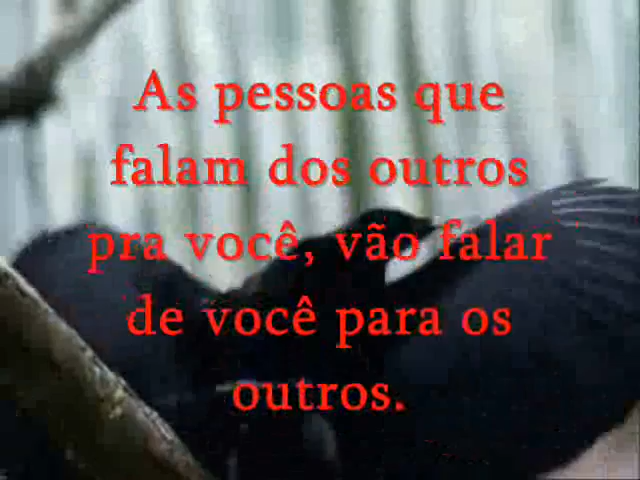 As pessoas que
falam dos outros
pra você, vão falar
de você para os
outros.